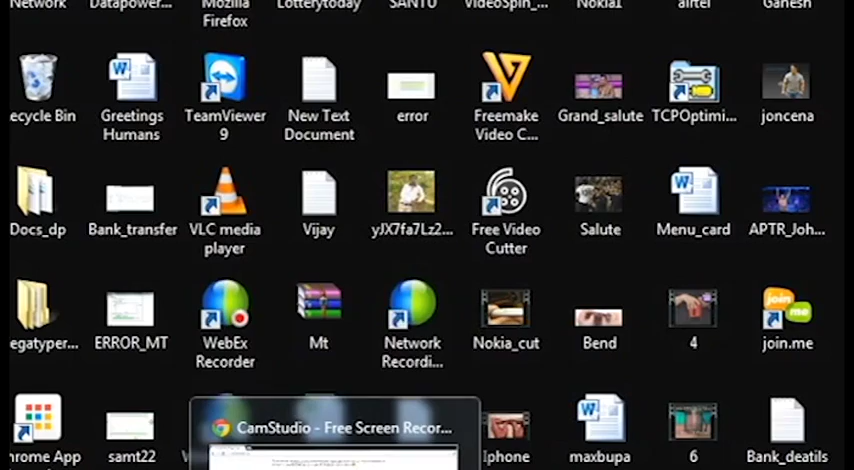 Network
Datapower...
Mozilla
Firefox
Lotterytoday
SANTU
VideoSpin_...
Nokia1
airtel
Ganesh
ecycle Bin
Greetings
Humans
TeamViewer
9
New Text
Document
error
Freemake
Video C...
Grand_salute
TCPOptimi...
joncena
Docs_dp
Bank_transfer
VLC media
player
Vijay
yJX7fa7Lz2...
Free Video
Cutter
Salute
Menu_card
APTR_Joh...
egatyper...
ERROR_MT
WebEx
Recorder
Mt
Network
Recordi...
Nokia_cut
Bend
4
join
me
join.me
hrome App
samt22
CamStudio - Free Screen Recor...
Iphone
maxbupa
6
Bank_deatils